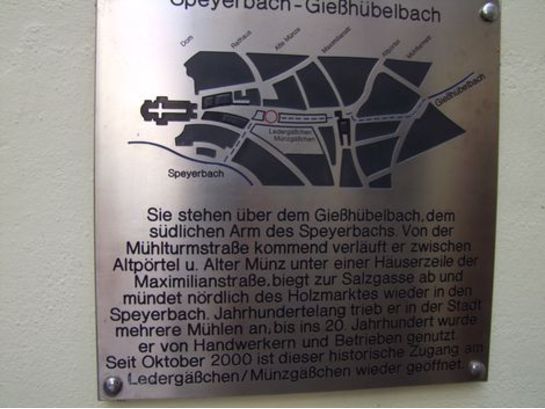 Speyerbach-Gießhübelbach
Dom
Rathaus
Alte Münze
Maximilianstr.
Altpörtel
Gießhübelbach
Ledergäßchen
Münzgäßchen
Speyerbach
Sie stehen über dem Gießhübelbach, dem
südlichen Arm des Speyerbachs. Von der
Mühlturmstraße kommend verläuft er zwischen
Altpörtel u. Alter Münz unter einer Häuserzeile der
Maximilianstraße, biegt zur Salzgasse ab und
mündet nördlich des Holzmarktes wieder in den
Speyerbach. Jahrhundertelang trieb er in der Stadt
mehrere Mühlen an, bis ins 20. Jahrhundert wurde
er von Handwerkern und Betrieben genutzt.
Seit Oktober 2000 ist dieser historische Zugang am
Ledergäßchen/Münzgäßchen wieder geöffnet.